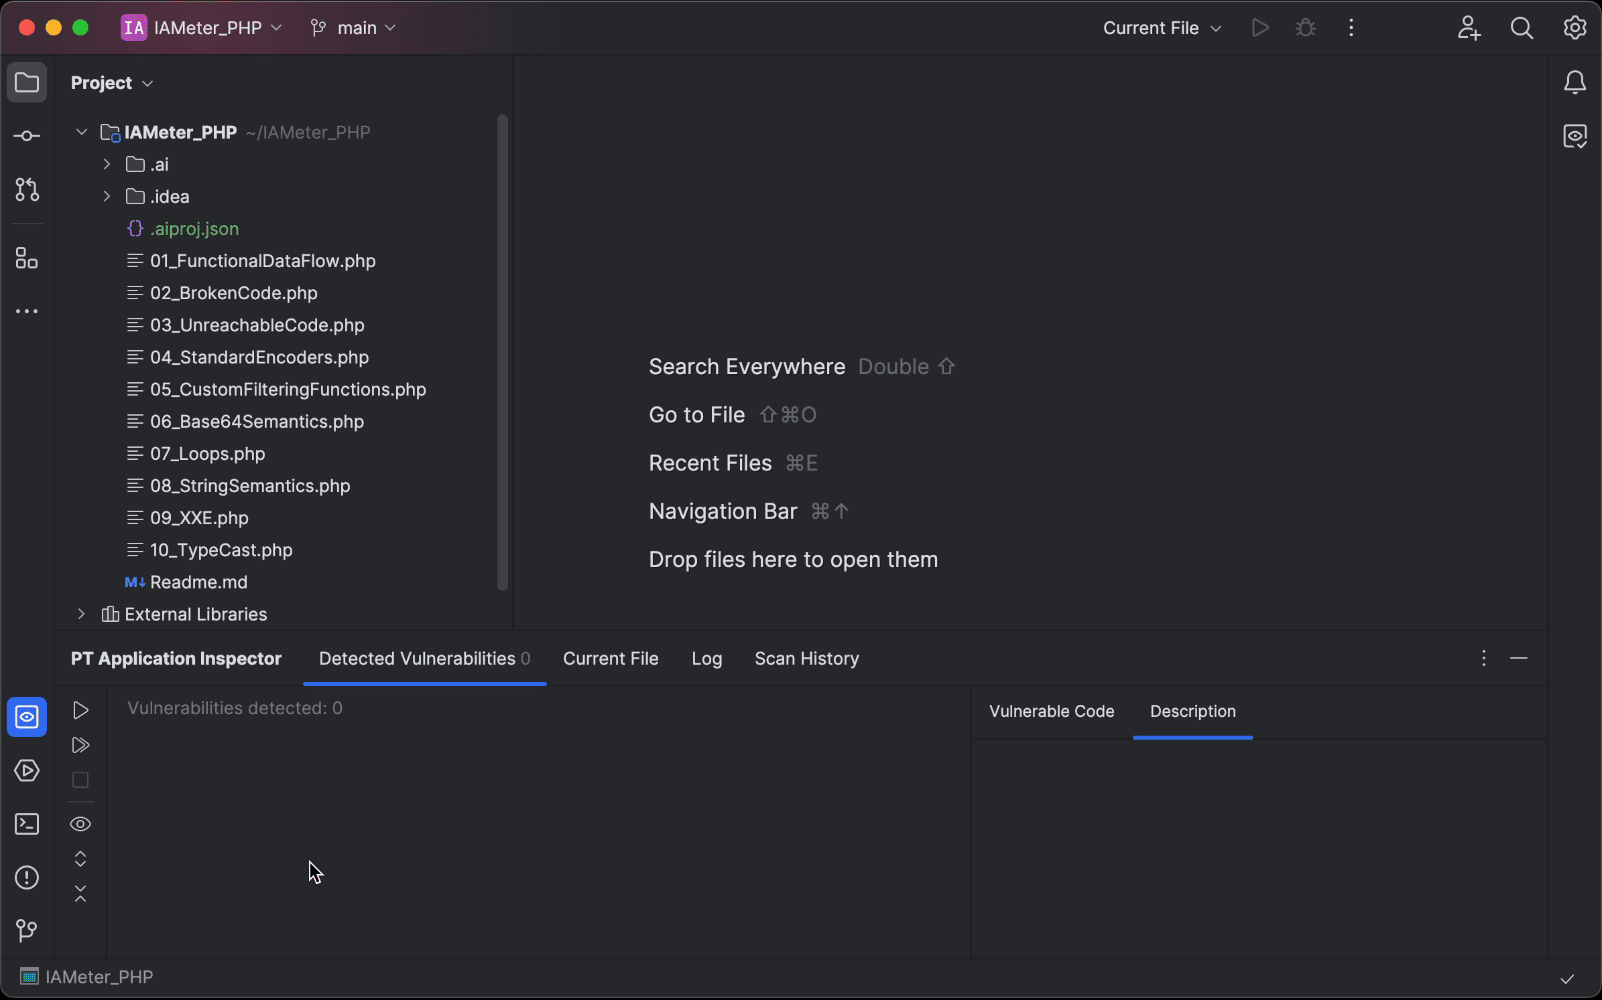 IA IAMeter_PHP main Current File
Project
IAMeter_PHP ~/IAMeter_PHP
.ai
.idea
{} .aiproj.json
01_FunctionalDataFlow.php
02_BrokenCode.php
03_UnreachableCode.php
04_StandardEncoders.php
05_CustomFilteringFunctions.php
06_Base64Semantics.php
07_Loops.php
08_StringSemantics.php
09_XXE.php
10_TypeCast.php
M↓ Readme.md
External Libraries
Search Everywhere Double ⇧
Go to File ⇧⌘O
Recent Files ⌘E
Navigation Bar ⌘↑
Drop files here to open them
PT Application Inspector Detected Vulnerabilities 0 Current File Log Scan History
Vulnerabilities detected: 0
Vulnerable Code Description
IAMeter_PHP